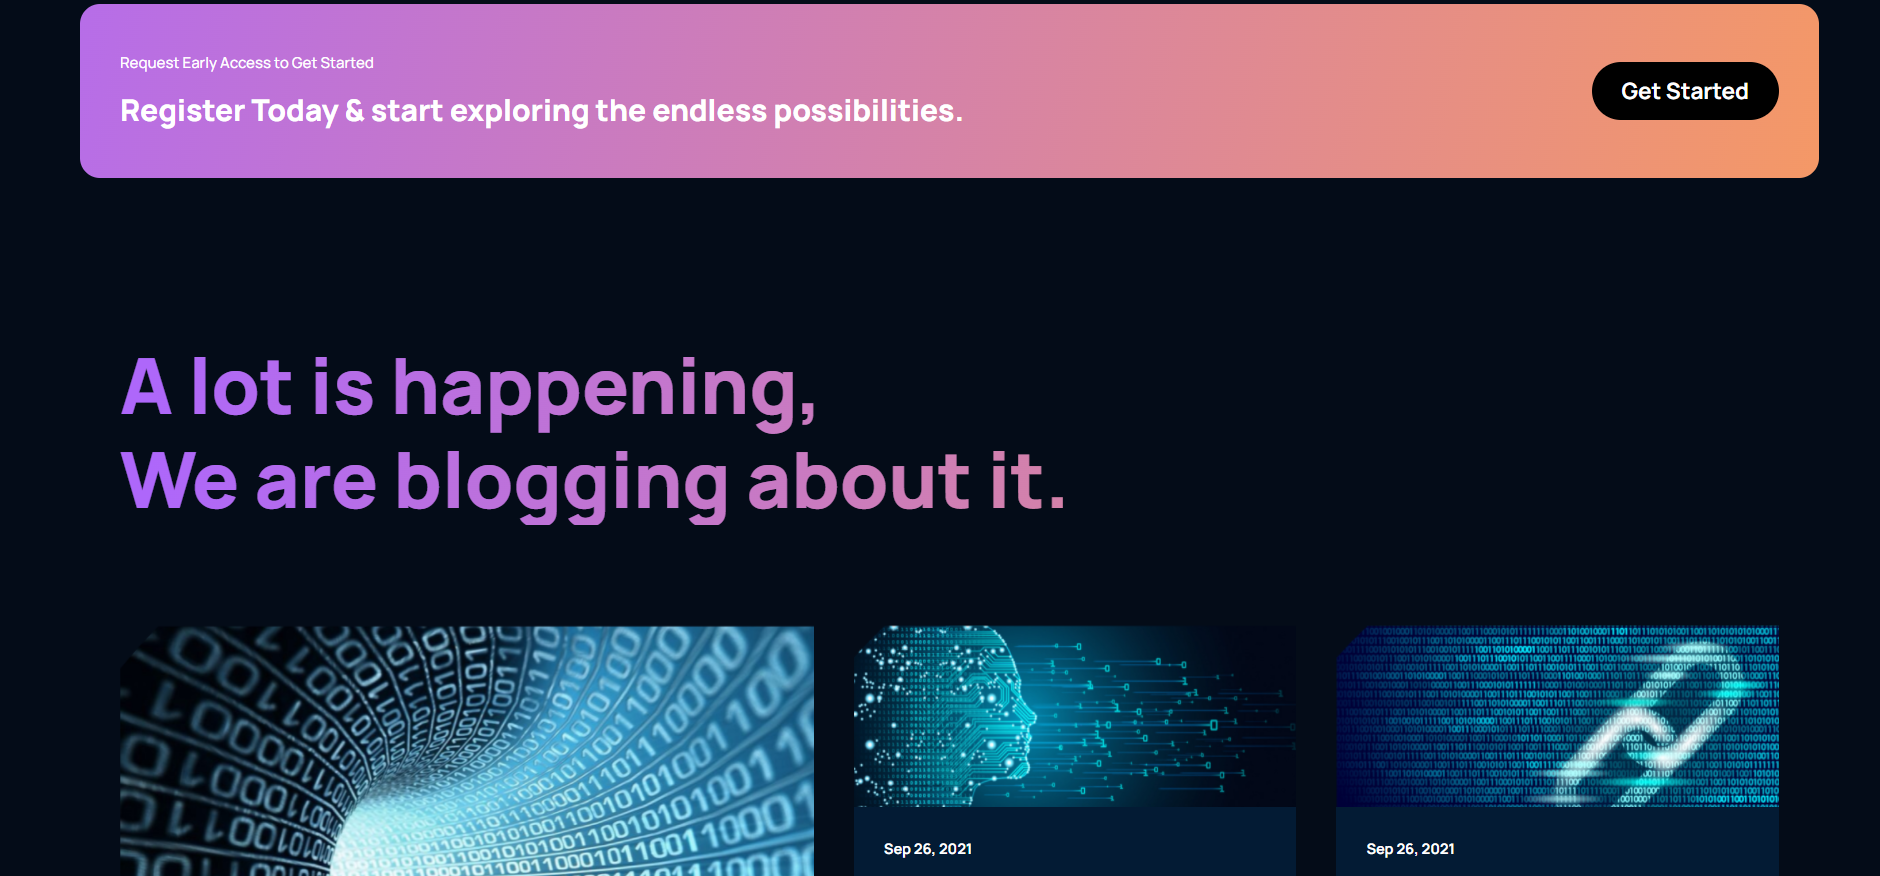 Request Early Access to Get Started
Register Today & start exploring the endless possibilities.
Get Started
A lot is happening,
We are blogging about it.
Sep 26, 2021
Sep 26, 2021